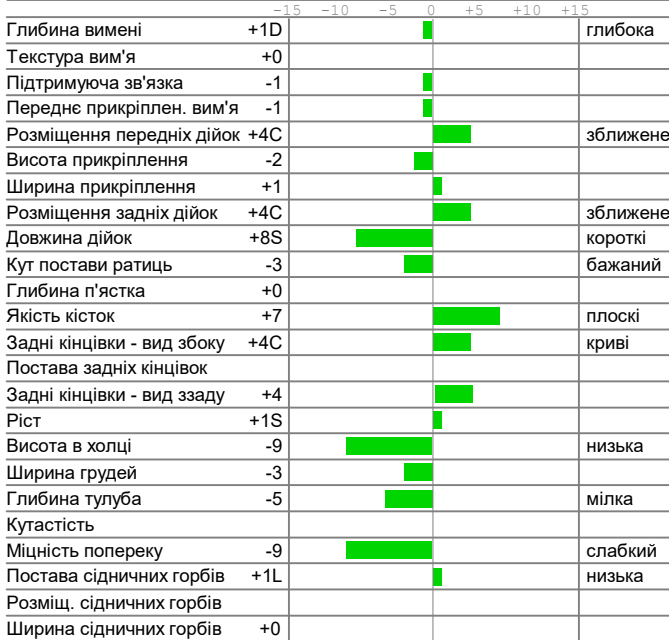 -15 -10 -5 0 +5 +10 +15
Глибина вимені +1D глибока
Текстура вим'я +0
Підтримуюча зв'язка -1
Переднє прикріплен. вим'я -1
Розміщення передніх дійок +4C зближене
Висота прикріплення -2
Ширина прикріплення +1
Розміщення задніх дійок +4C зближене
Довжина дійок +8S короткі
Кут постави ратиць -3 бажаний
Глибина п'ястка +0
Якість кісток +7 плоскі
Задні кінцівки - вид збоку +4C криві
Постава задніх кінцівок
Задні кінцівки - вид ззаду +4
Ріст +1S
Висота в холці -9 низька
Ширина грудей -3
Глибина тулуба -5 мілка
Кутастість
Міцність попереку -9 слабкий
Постава сідничних горбів +1L низька
Розміщ. сідничних горбів
Ширина сідничних горбів +0